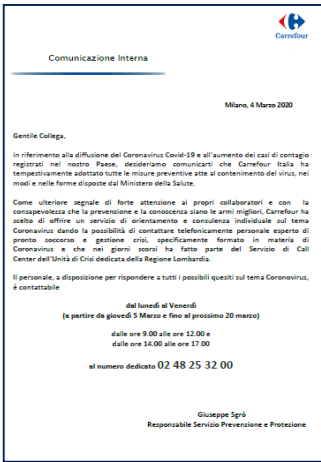 Carrefour
Comunicazione Interna
Milano, 4 Marzo 2020
Gentile Collega,
in riferimento alla diffusione del Coronavirus Covid-19 e all'aumento dei casi di contagio
registrati nel nostro Paese, desideriamo comunicarti che Carrefour Italia ha
tempestivamente adottato tutte le misure preventive atte al contenimento del virus, nei
modi e nelle forme disposte dal Ministero della Salute.
Come ulteriore segnale di forte attenzione ai propri collaboratori e con la
consapevolezza che la prevenzione e la conoscenza siano le armi migliori, Carrefour ha
scelto di offrire un servizio di orientamento e consulenza individuale sul tema
Coronavirus dando la possibilità di contattare telefonicamente personale esperto di
pronto soccorso e gestione crisi, specificamente formato in materia di
Coronavirus e che nei giorni scorsi ha fatto parte del Servizio di Call
Center dell'Unità di Crisi dedicata della Regione Lombardia.
Il personale, a disposizione per rispondere a tutti i possibili quesiti sul tema Coronovirus,
è contattabile
dal lunedì al Venerdì
(a partire da giovedì 5 Marzo e fino al prossimo 20 marzo)
dalle ore 9.00 alle ore 12.00 e
dalle ore 14.00 alle ore 17.00
al numero dedicato 02 48 25 32 00
Giuseppe Sgrò
Responsabile Servizio Prevenzione e Protezione